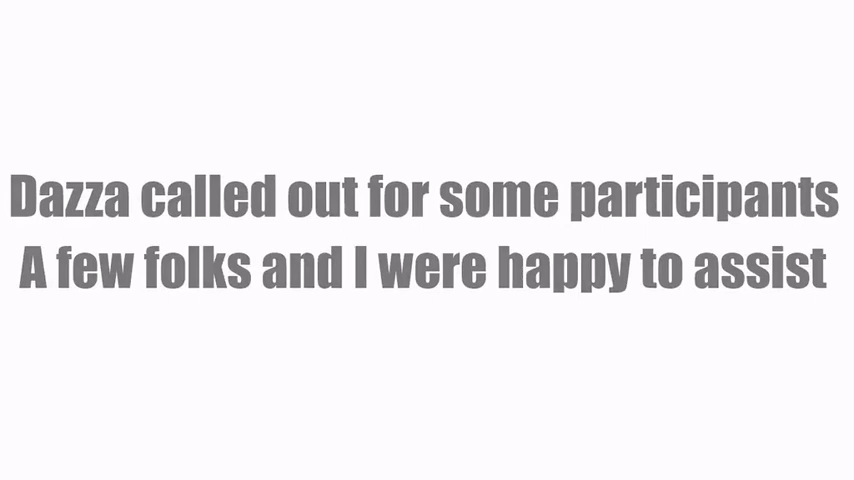 Dazza called out for some participants
A few folks and I were happy to assist